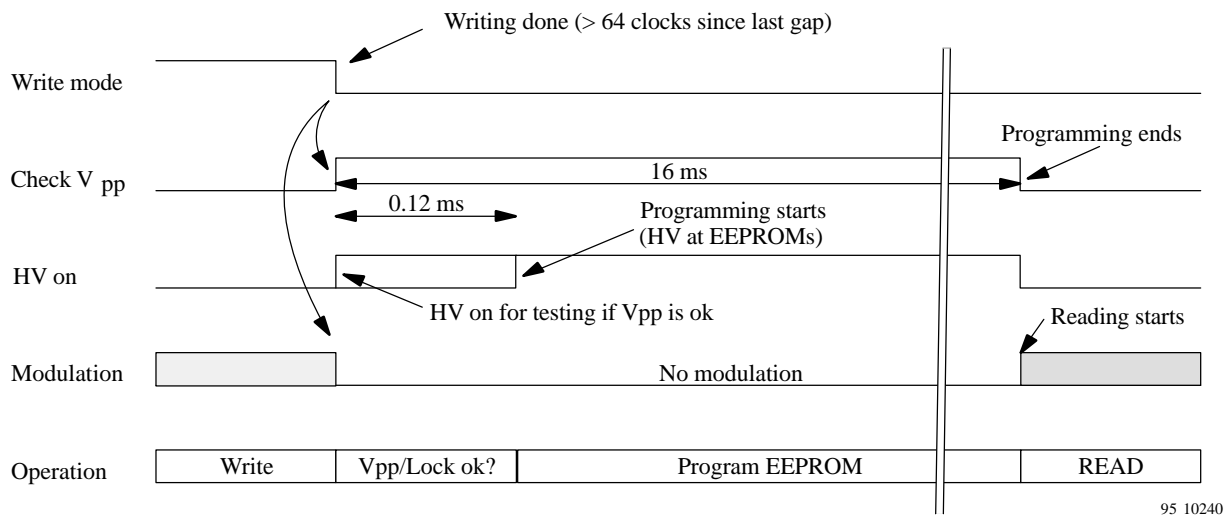 Writing done (> 64 clocks since last gap)
Write mode
Programming ends
Check V pp
16 ms
0.12 ms
Programming starts
(HV at EEPROMs)
HV on
HV on for testing if Vpp is ok
Reading starts
Modulation
No modulation
Operation
Write
Vpp/Lock ok?
Program EEPROM
READ
95 10240